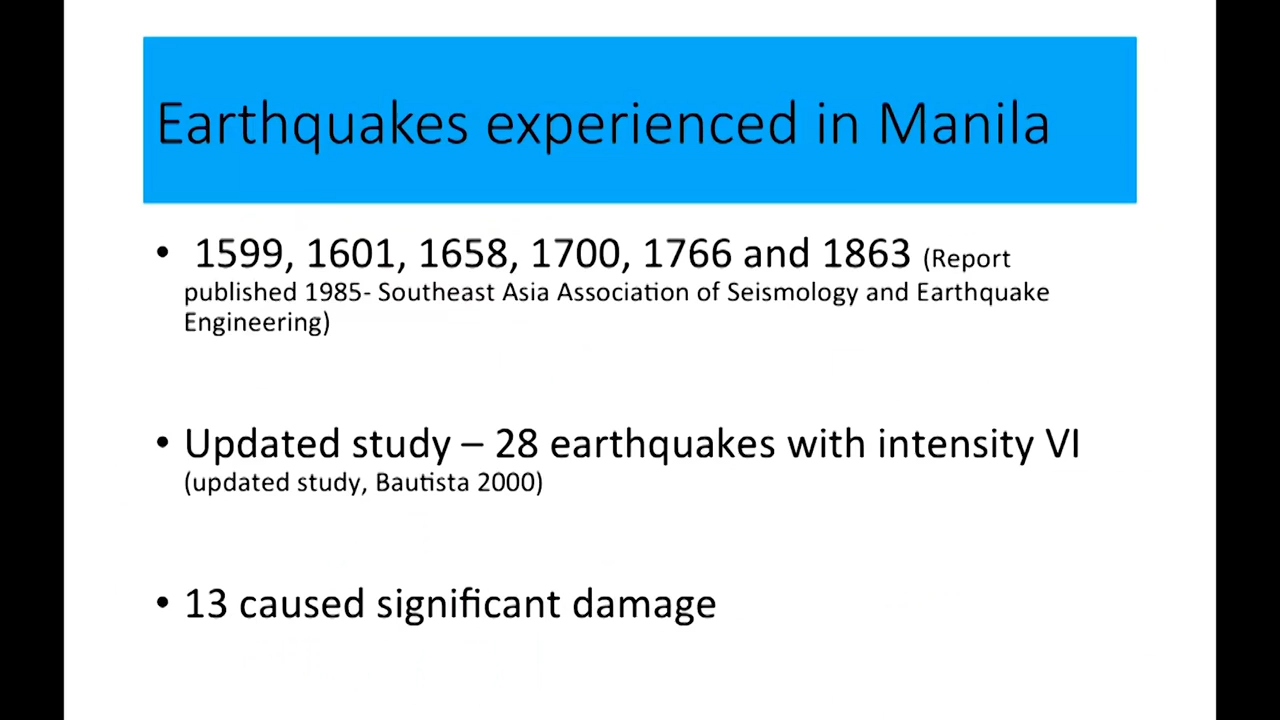 Earthquakes experienced in Manila
• 1599, 1601, 1658, 1700, 1766 and 1863 (Report
published 1985- Southeast Asia Association of Seismology and Earthquake
Engineering)
• Updated study – 28 earthquakes with intensity VI
(updated study, Bautista 2000)
• 13 caused significant damage